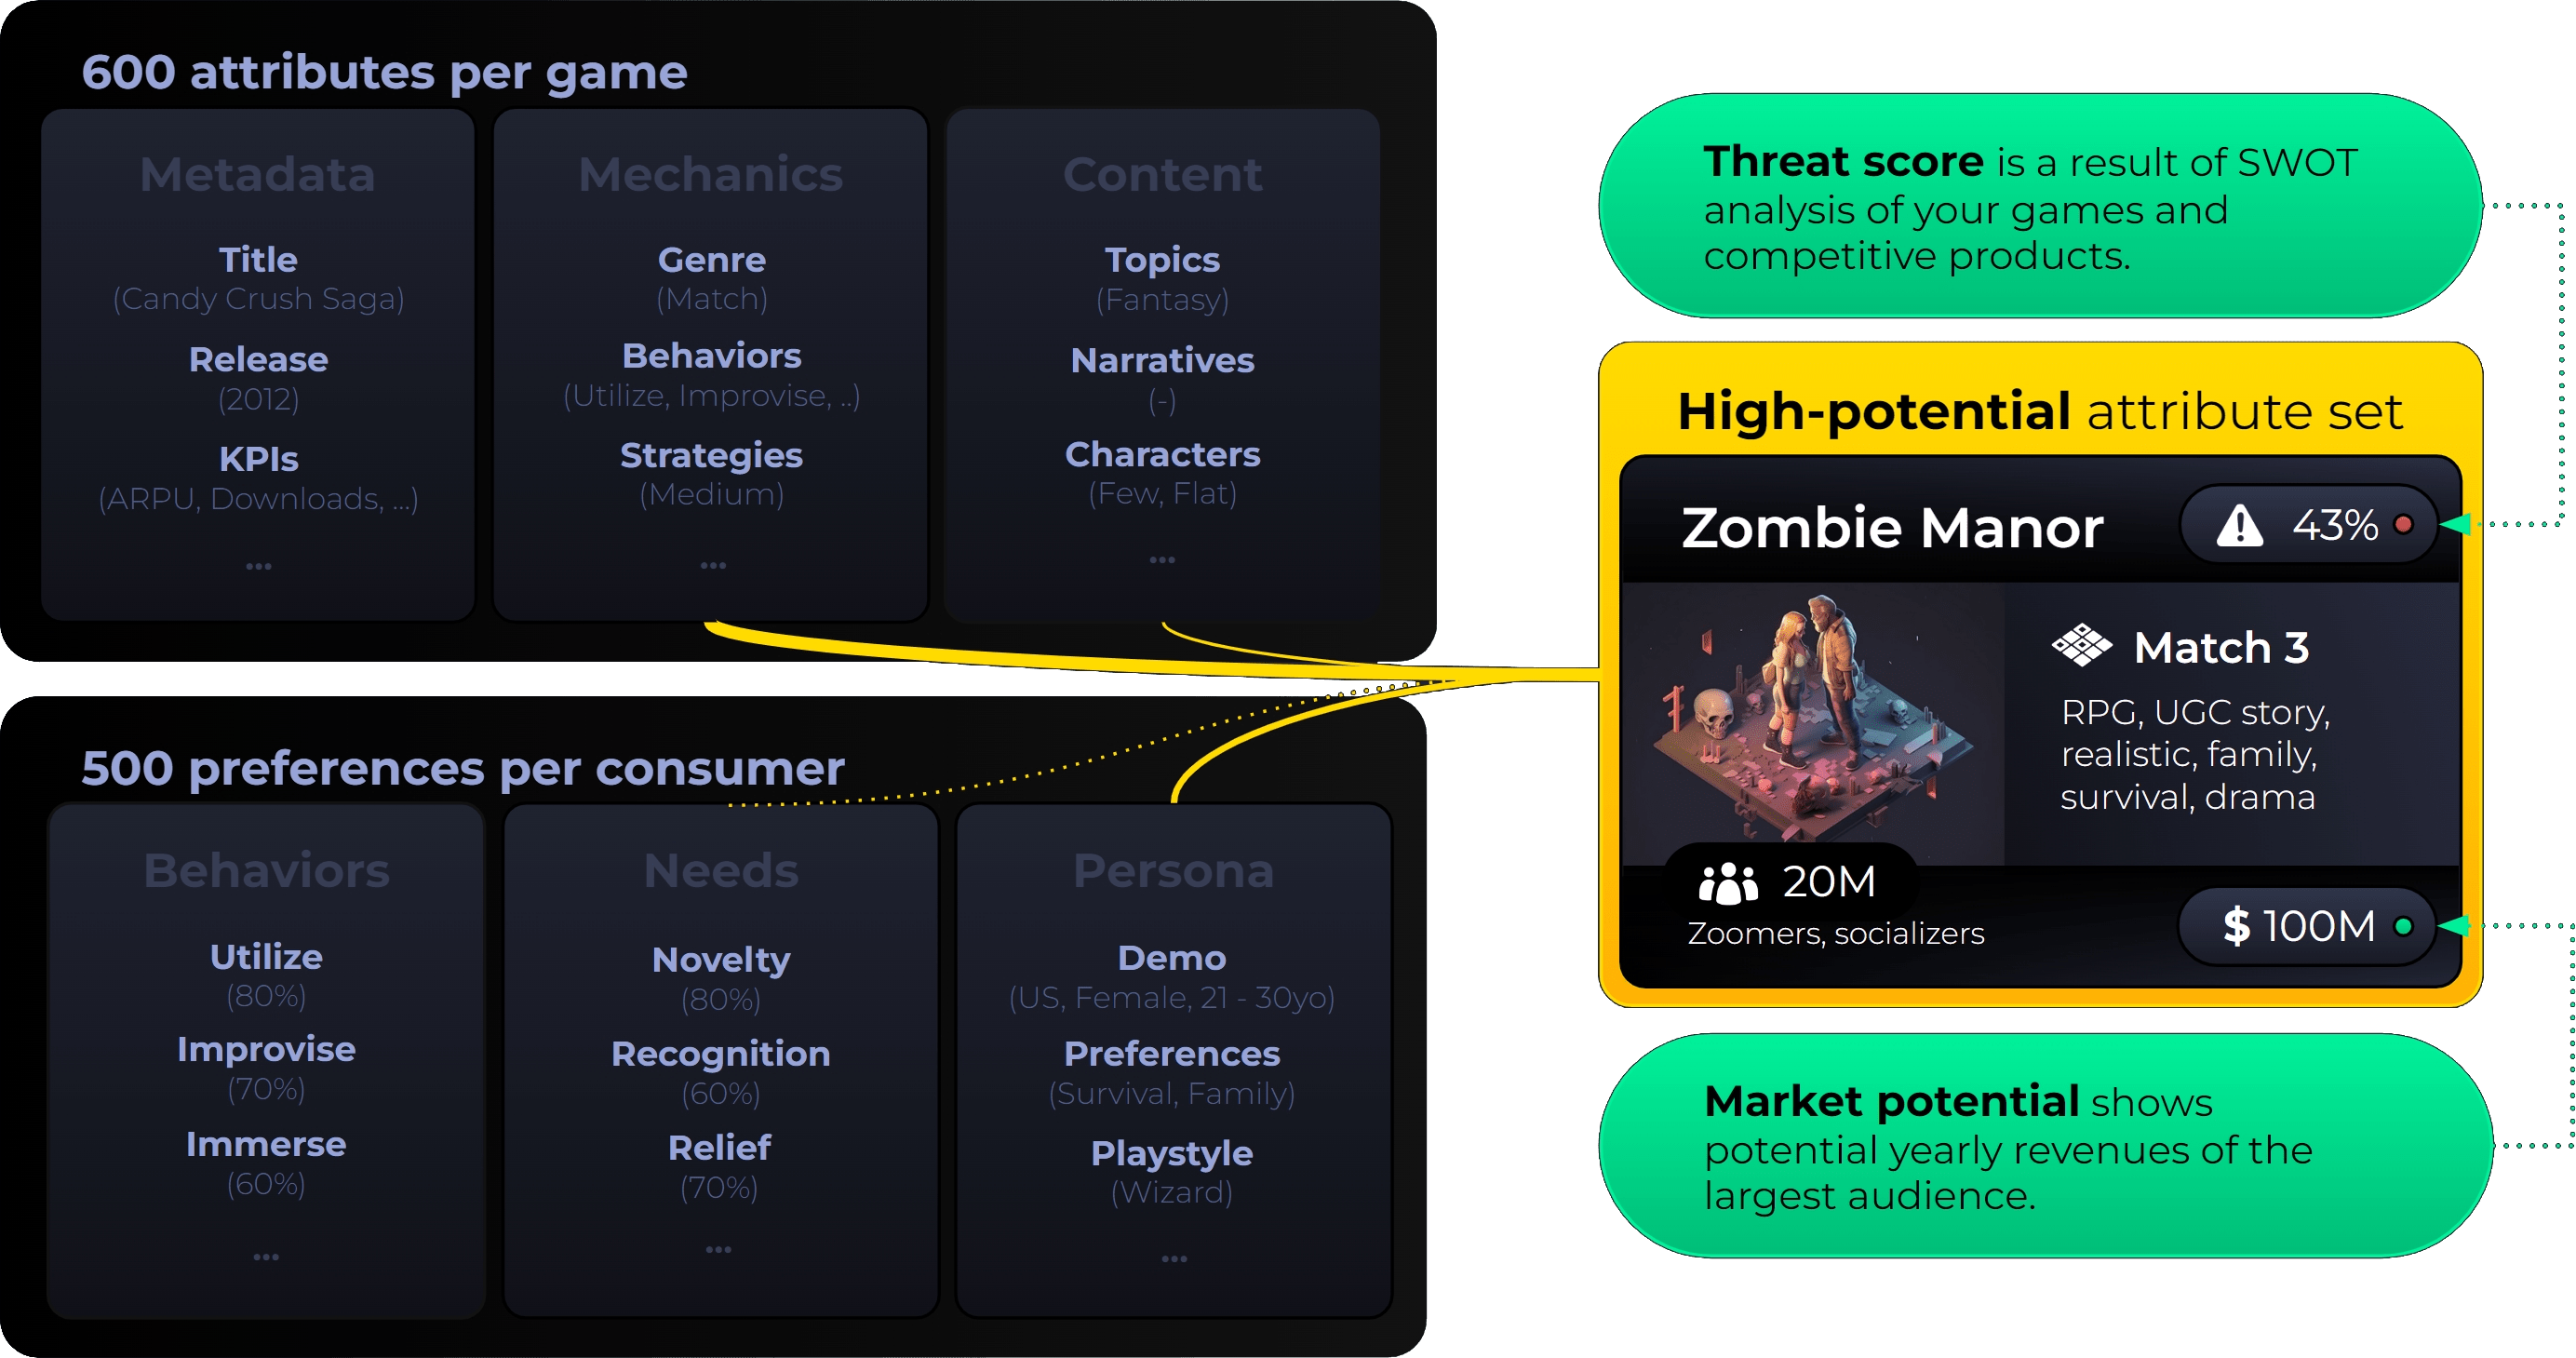 600 attributes per game
Metadata
Title
(Candy Crush Saga)
Release
(2012)
KPIs
(ARPU, Downloads, ...)
...
Mechanics
Genre
(Match)
Behaviors
(Utilize, Improvise, ..)
Strategies
(Medium)
...
Content
Topics
(Fantasy)
Narratives
(-)
Characters
(Few, Flat)
...
500 preferences per consumer
Behaviors
Utilize
(80%)
Improvise
(70%)
Immerse
(60%)
...
Needs
Novelty
(80%)
Recognition
(60%)
Relief
(70%)
...
Persona
Demo
(US, Female, 21 - 30yo)
Preferences
(Survival, Family)
Playstyle
(Wizard)
...
Threat score is a result of SWOT
analysis of your games and
competitive products.
High-potential attribute set
Zombie Manor
43%
Match 3
RPG, UGC story,
realistic, family,
survival, drama
20M
Zoomers, socializers
$ 100M
Market potential shows
potential yearly revenues of the
largest audience.